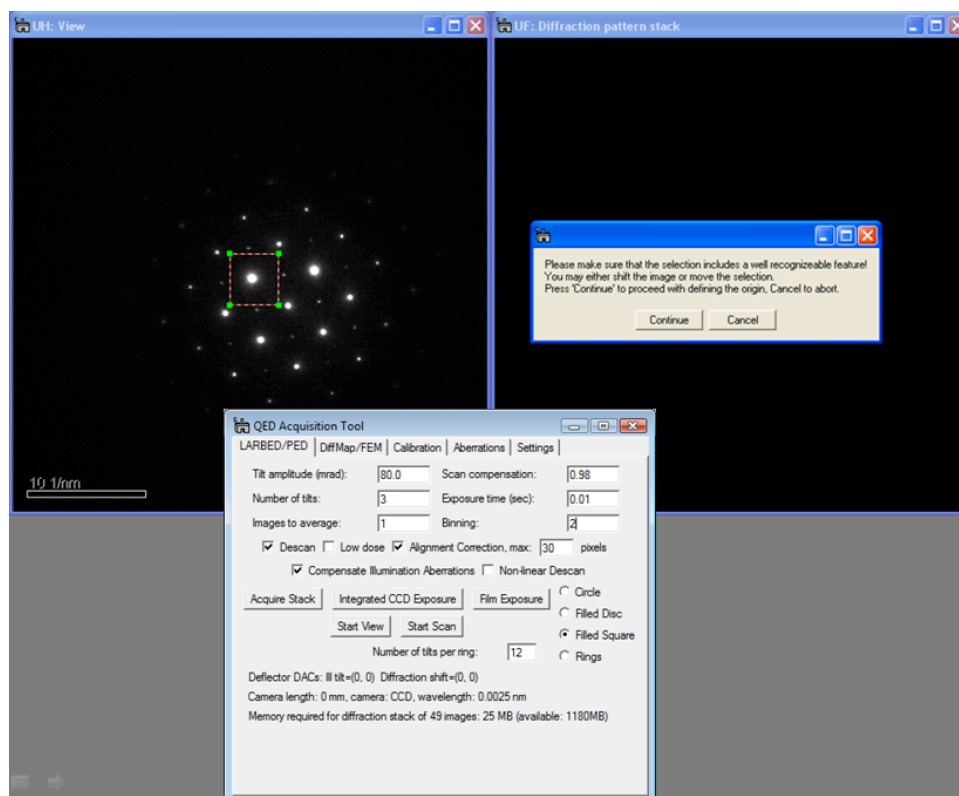 UH: View
UF: Diffraction pattern stack
Please make sure that the selection includes a well recognizeable feature!
You may either shift the image or move the selection.
Press 'Continue' to proceed with defining the origin, Cancel to abort.
Continue Cancel
10 1/nm
QED Acquisition Tool
LARBED/PED DiffMap/FEM Calibration Aberrations Settings
Tilt amplitude (mrad): 80.0 Scan compensation: 0.98
Number of tilts: 3 Exposure time (sec): 0.01
Images to average: 1 Binning: 2
Descan Low dose Alignment Correction, max: 30 pixels
Compensate Illumination Aberrations Non-linear Descan
Acquire Stack Integrated CCD Exposure Film Exposure Circle
Filled Disc
Start View Start Scan Filled Square
Number of tilts per ring: 12 Rings
Deflector DACs: Ill tilt=(0, 0) Diffraction shift=(0, 0)
Camera length: 0 mm, camera: CCD, wavelength: 0.0025 nm
Memory required for diffraction stack of 49 images: 25 MB (available: 1180MB)